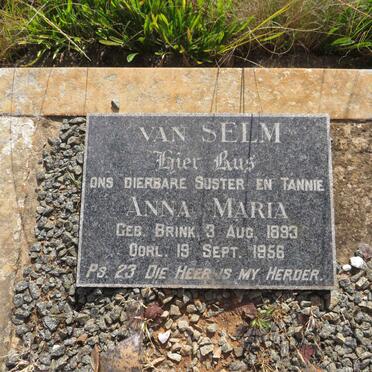 VAN SELM
Hier Rus
ONS DIERBARE SUSTER EN TANNIE
ANNA MARIA
GEB. BRINK. 3 AUG. 1893
OORL. 19 SEPT. 1956
PS. 23 DIE HEER IS MY HERDER.